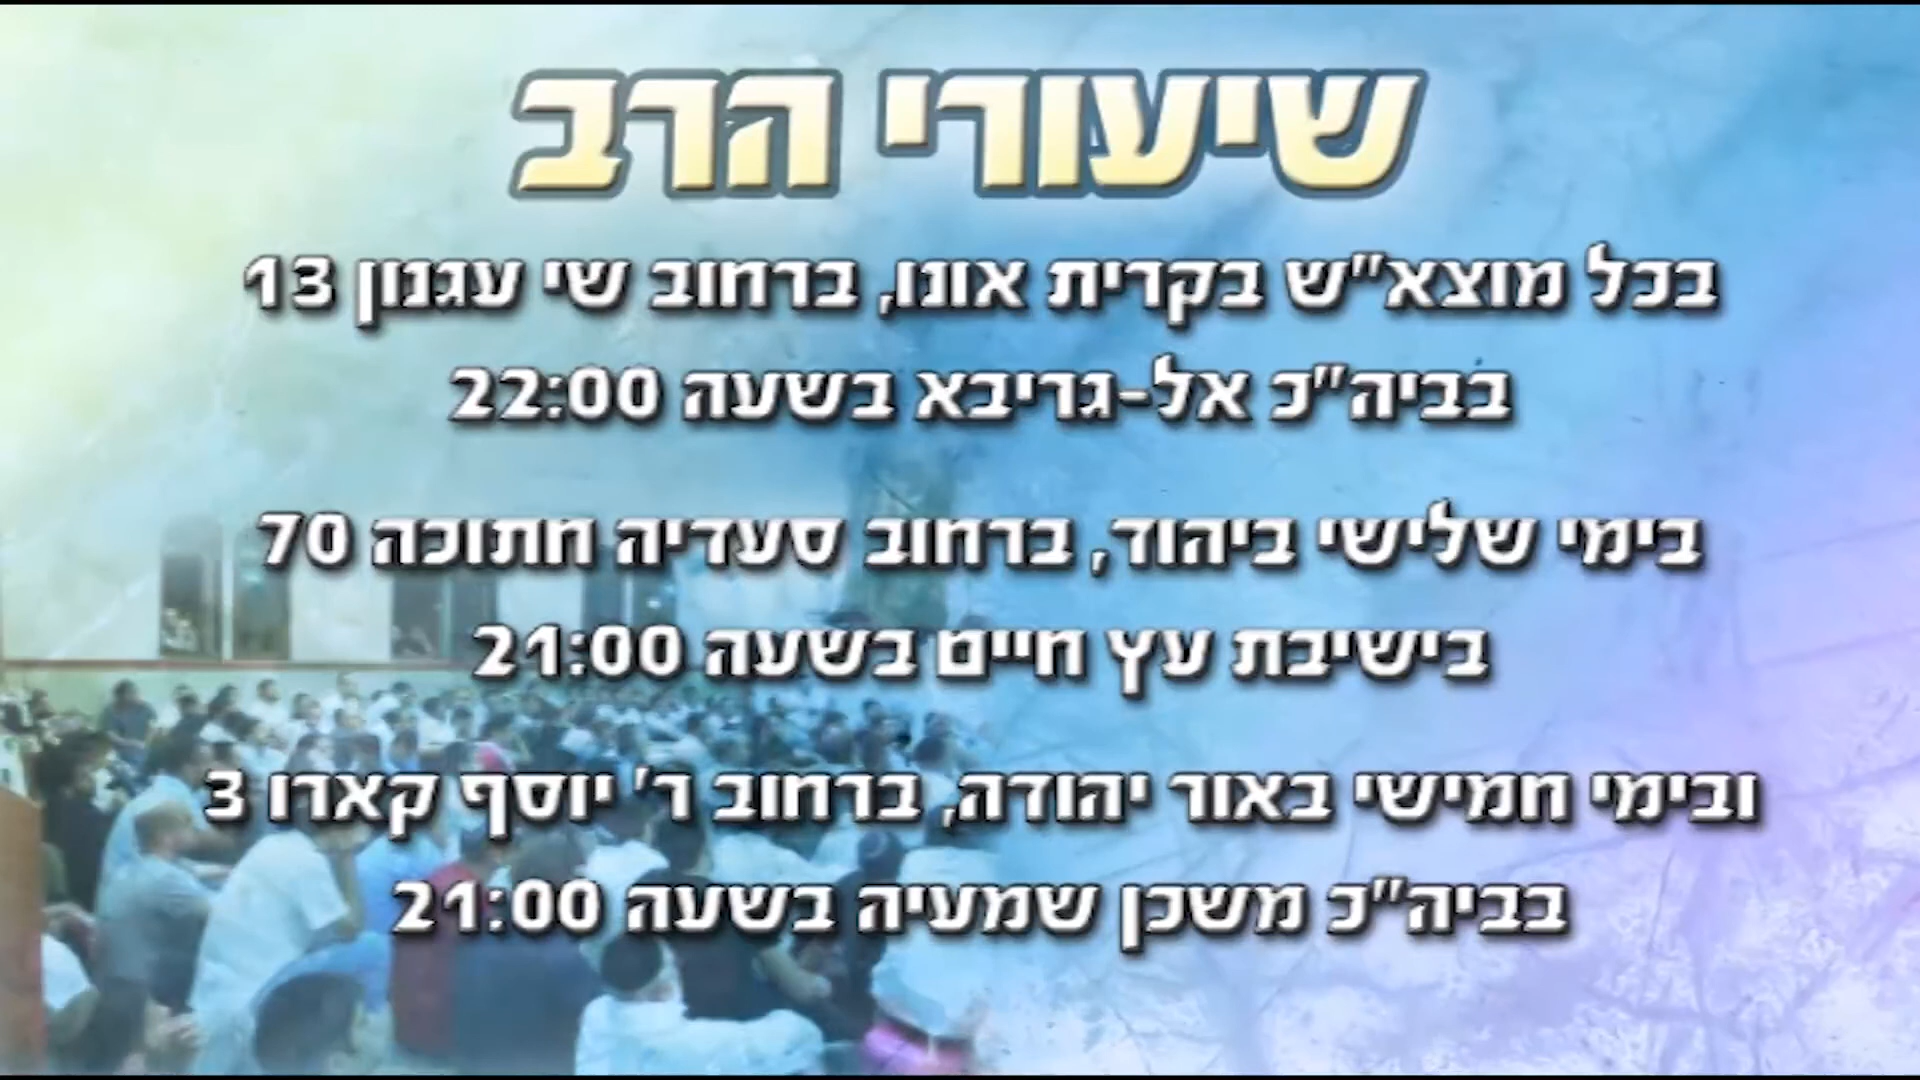 שיעורי הרב
בכל מוצא"ש בקרית אונו, ברחוב שי עגנון 13
בביה"כ אל-גריבא בשעה 22:00
בימי שלישי ביהוד, ברחוב סעדיה חתוכה 70
בישיבת עץ חיים בשעה 21:00
ובימי חמישי באור יהודה, ברחוב ר' יוסף קארו 3
בביה"כ משכן שמעיה בשעה 21:00